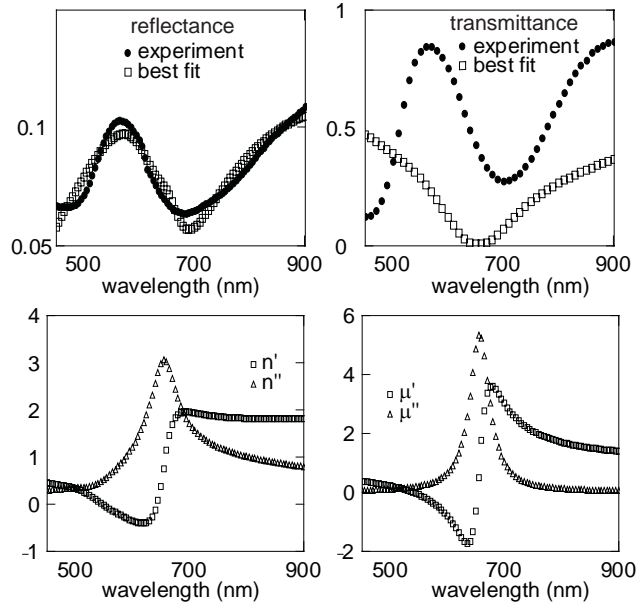 reflectance
experiment
best fit
0.1
0.05
500 700 900
wavelength (nm)
transmittance
experiment
best fit
1
0.5
0
500 700 900
wavelength (nm)
n'
n''
4
3
2
1
0
-1
500 700 900
wavelength (nm)
μ'
μ''
6
4
2
0
-2
500 700 900
wavelength (nm)